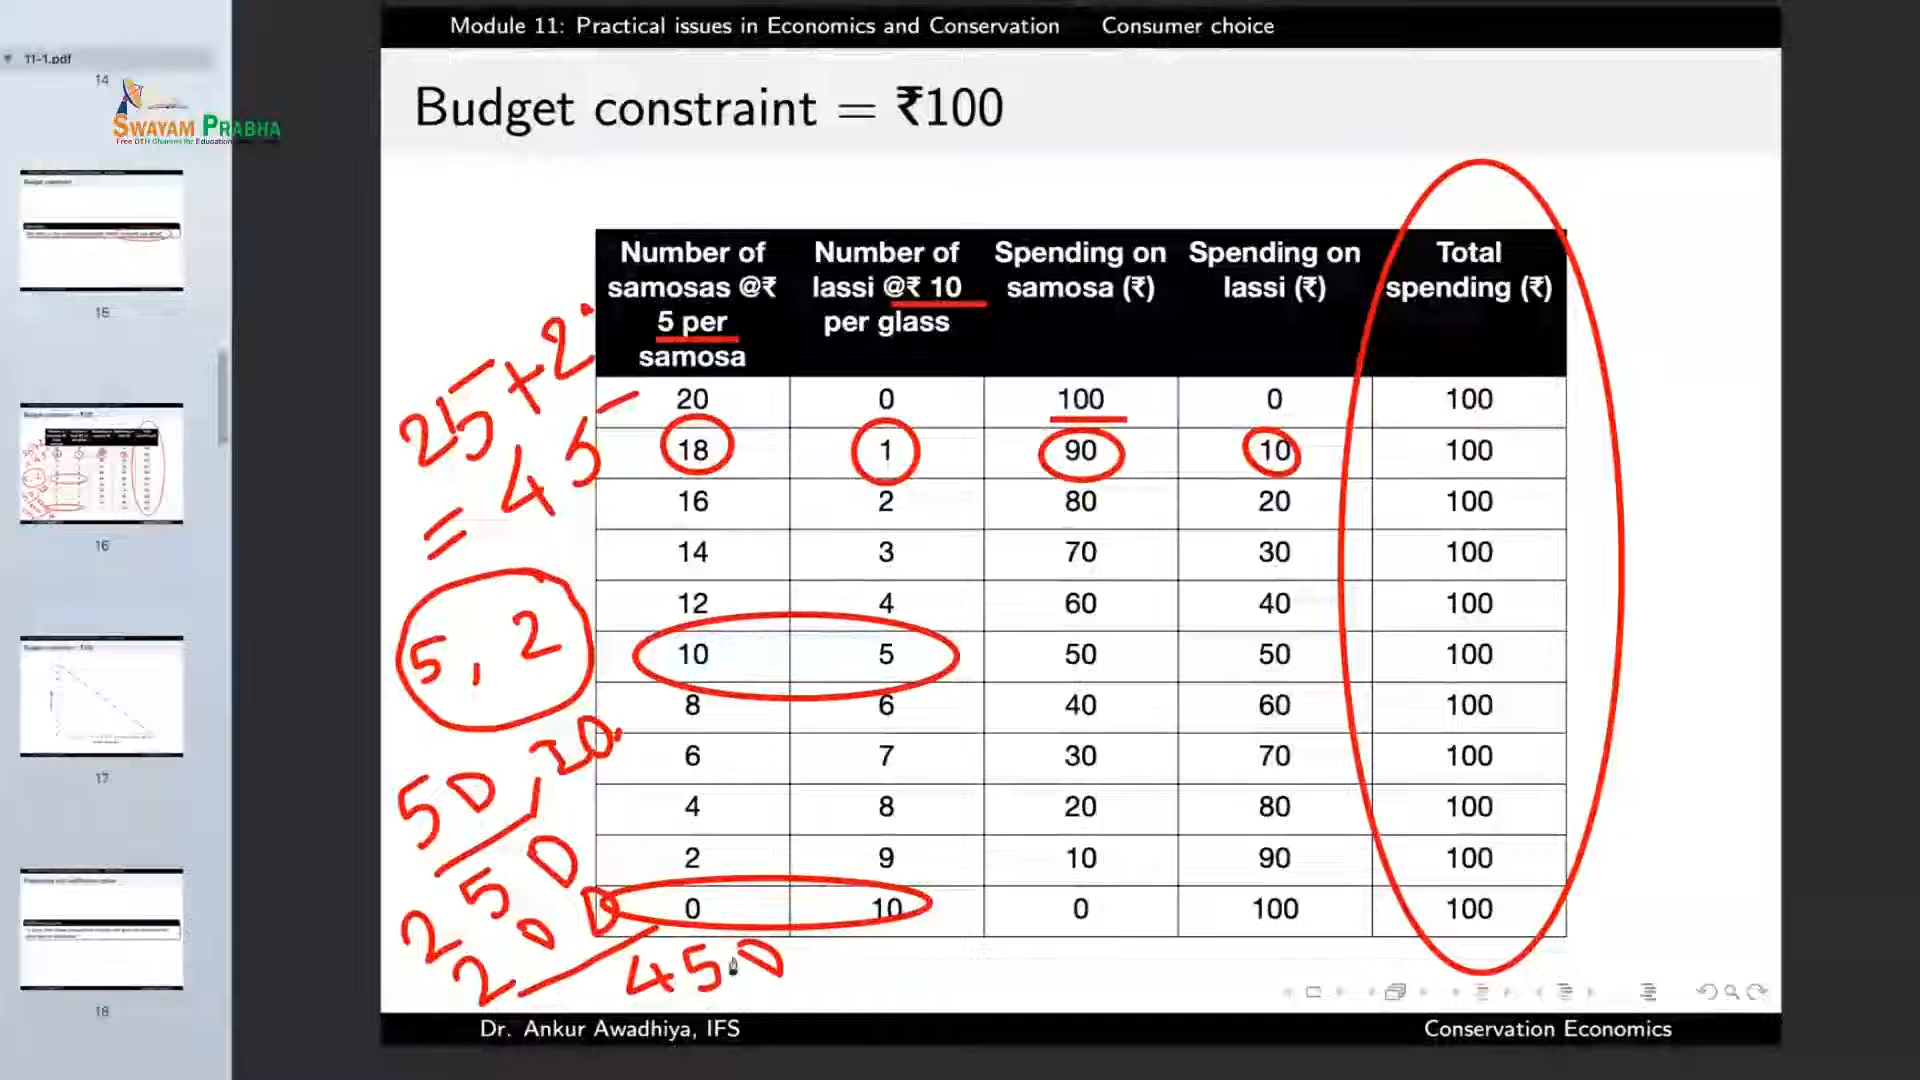 Module 11: Practical issues in Economics and Conservation Consumer choice
11-1.pdf
14
SWAYAM PRABHA
Free DTH Channel for Education
Budget constraint = ₹100
15
16
17
18
Number of samosas @₹ 5 per samosa | Number of lassi @₹ 10 per glass | Spending on samosa (₹) | Spending on lassi (₹) | Total spending (₹)
20 0 100 0 100
18 1 90 10 100
16 2 80 20 100
14 3 70 30 100
12 4 60 40 100
10 5 50 50 100
8 6 40 60 100
6 7 30 70 100
4 8 20 80 100
2 9 10 90 100
0 10 0 100 100
= 45
5, 2
50, 20
250
200
450
Dr. Ankur Awadhiya, IFS Conservation Economics